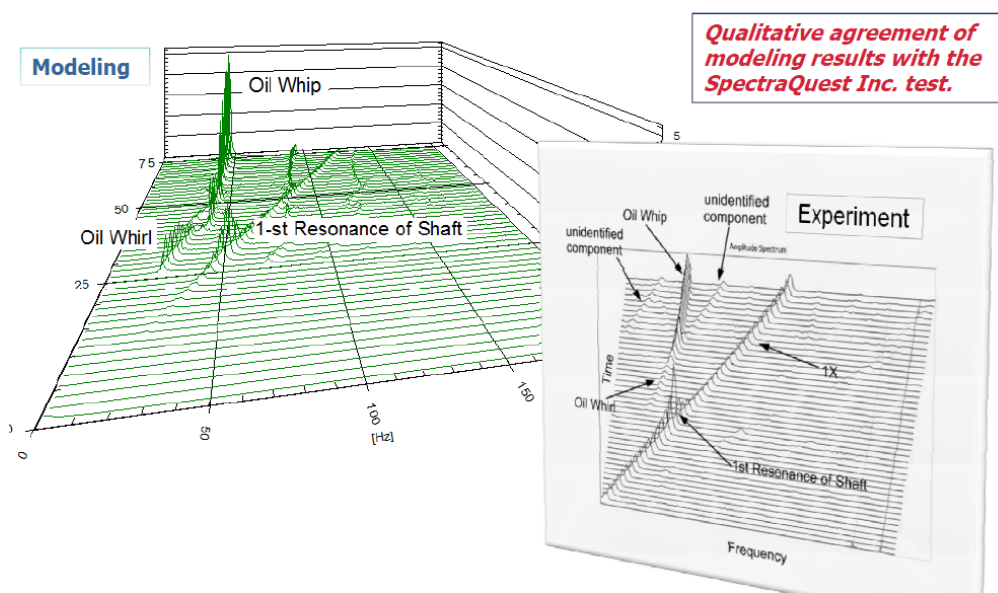 Modeling
Qualitative agreement of
modeling results with the
SpectraQuest Inc. test.
Oil Whip
5
75
50
Oil Whirl
1-st Resonance of Shaft
25
0
50
100
150
[Hz]
Experiment
unidentified
component
Oil Whip
unidentified
component
Amplitude Spectrum
Time
1X
Oil Whirl
1st Resonance of Shaft
Frequency